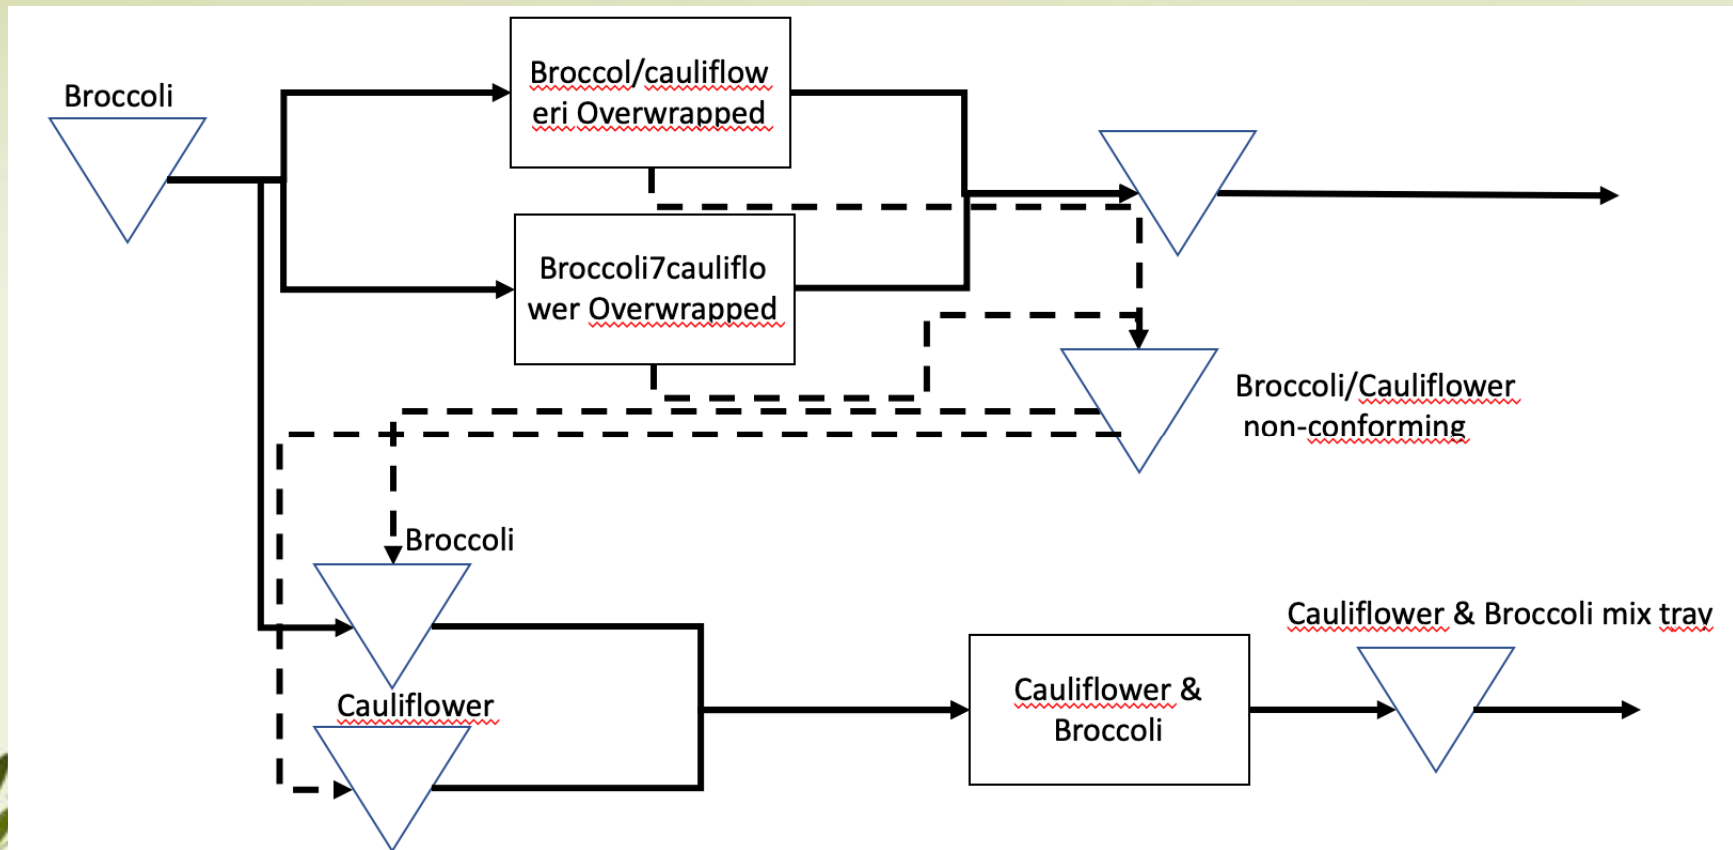 Broccoli
Broccol/cauliflow
eri Overwrapped
Broccoli7cauliflo
wer Overwrapped
Broccoli/Cauliflower
non-conforming
Broccoli
Cauliflower & Broccoli mix tray
Cauliflower
Cauliflower &
Broccoli